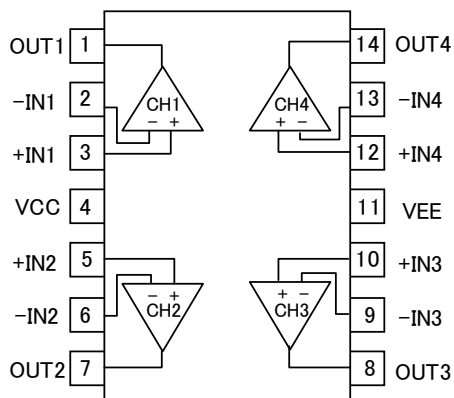 OUT1 1 14 OUT4
-IN1 2 CH1 CH4 13 -IN4
- + + -
+IN1 3 12 +IN4
VCC 4 11 VEE
+IN2 5 10 +IN3
- + + -
-IN2 6 CH2 CH3 9 -IN3
OUT2 7 8 OUT3